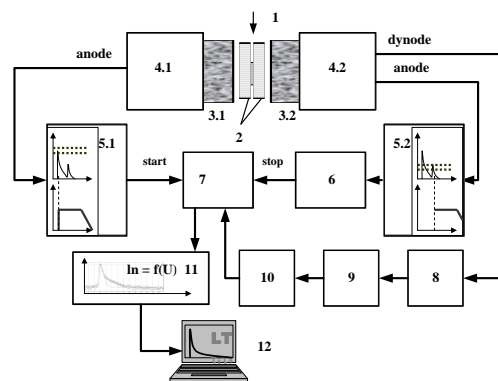 1
dynode
anode 4.1 4.2 anode
3.1 3.2
2
5.1 5.2
start stop
7 6
ln = f(U) 11 10 9 8
LT
12